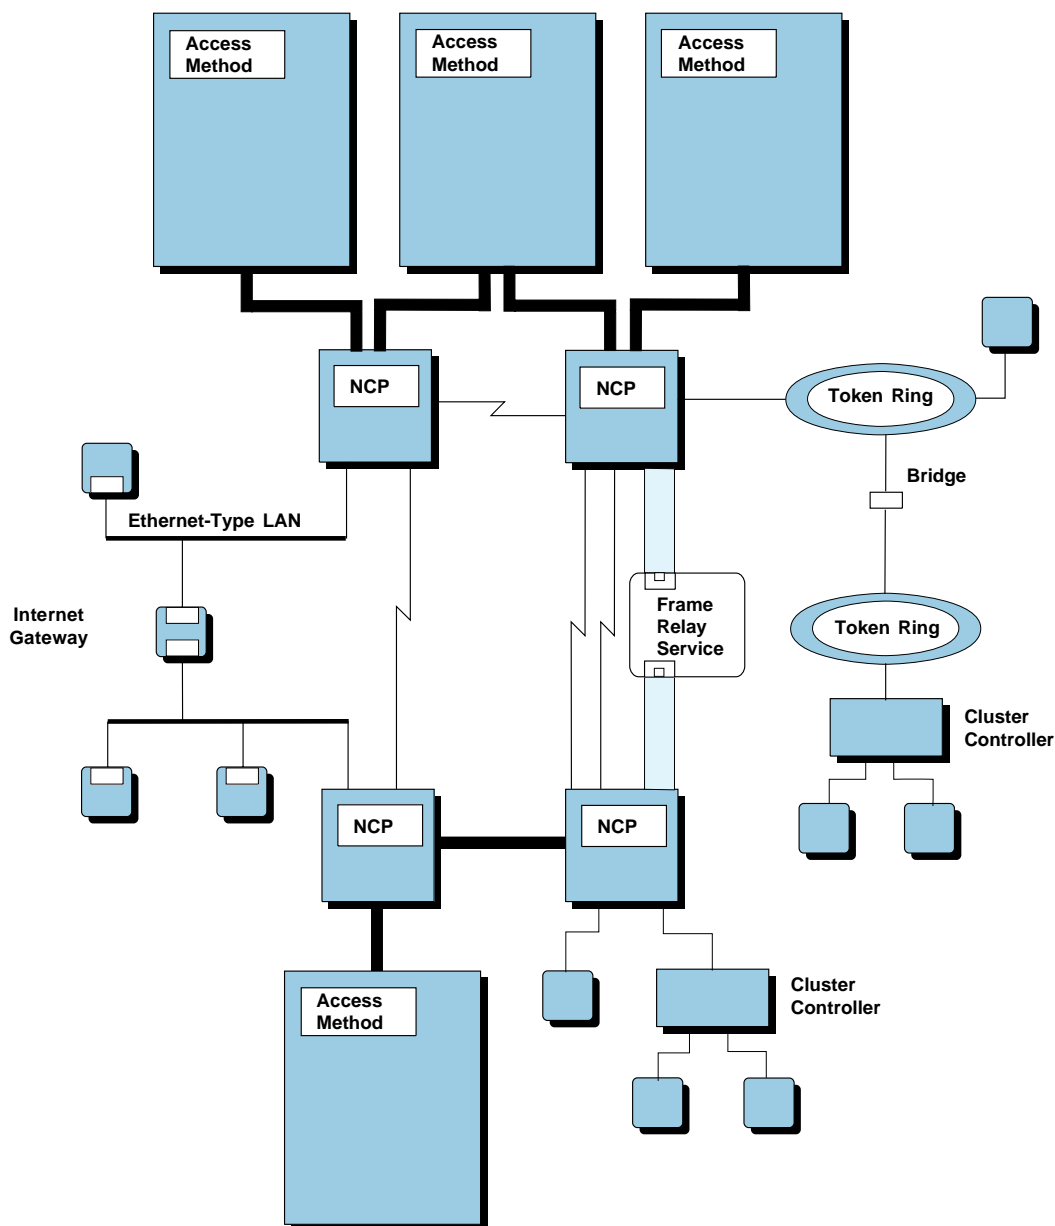 Access
Method
Access
Method
Access
Method
NCP
NCP
Token Ring
Bridge
Ethernet-Type LAN
Internet
Gateway
Frame
Relay
Service
Token Ring
Cluster
Controller
NCP
NCP
Access
Method
Cluster
Controller